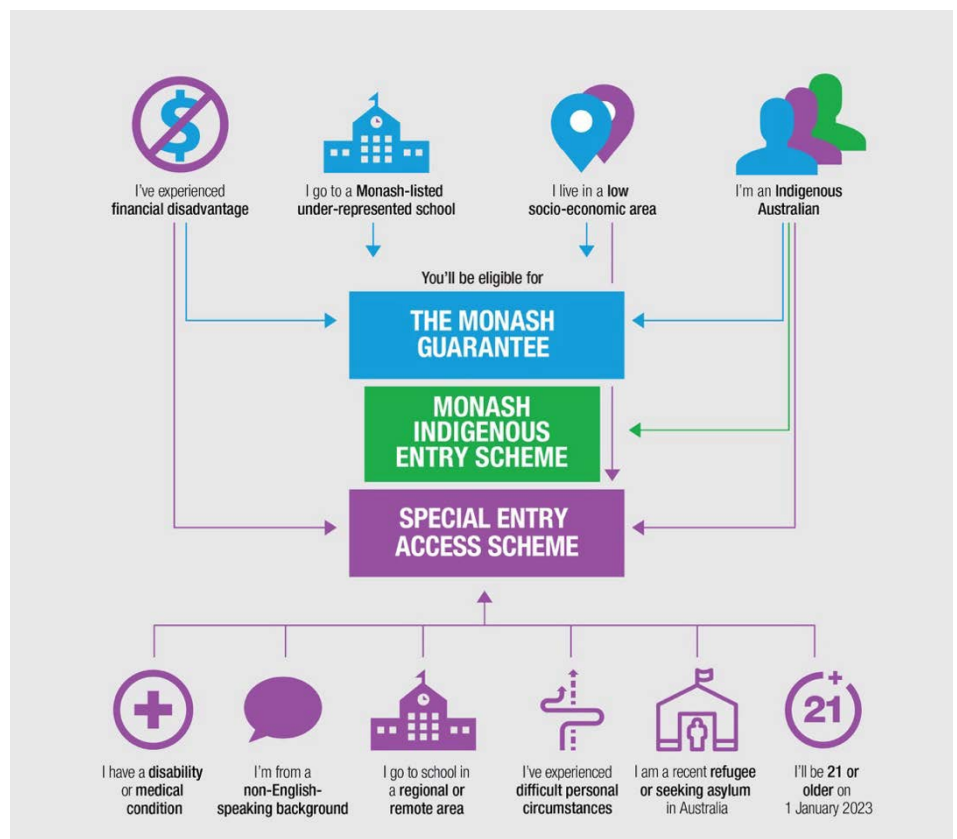 $
I've experienced
financial disadvantage
I go to a Monash-listed
under-represented school
I live in a low
socio-economic area
I'm an Indigenous
Australian
You'll be eligible for
THE MONASH
GUARANTEE
MONASH
INDIGENOUS
ENTRY SCHEME
SPECIAL ENTRY
ACCESS SCHEME
21+
I have a disability
or medical
condition
I'm from a
non-English-
speaking background
I go to school in
a regional or
remote area
I've experienced
difficult personal
circumstances
I am a recent refugee
or seeking asylum
in Australia
I'll be 21 or
older on
1 January 2023